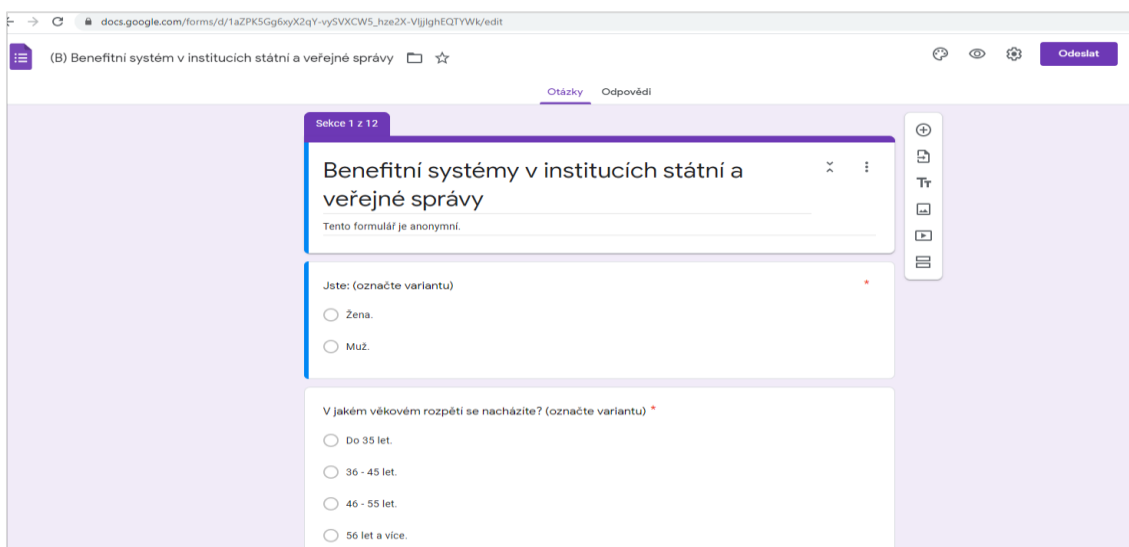 docs.google.com/forms/d/1aZPK5Gg6xyX2qY-vySVXCW5_hze2X-VljjlghEQTYWk/edit
(B) Benefitní systém v institucích státní a veřejné správy
Odeslat
Otázky Odpovědi
Sekce 1 z 12
Benefitní systémy v institucích státní a
veřejné správy
Tento formulář je anonymní.
Jste: (označte variantu) *
Žena.
Muž.
V jakém věkovém rozpětí se nacházíte? (označte variantu) *
Do 35 let.
36 - 45 let.
46 - 55 let.
56 let a více.